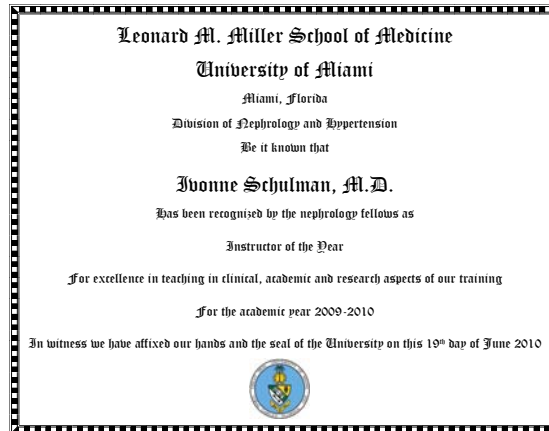 Leonard M. Miller School of Medicine
University of Miami
Miami, Florida
Division of Nephrology and Hypertension
Be it known that
Ivonne Schulman, M.D.
Has been recognized by the nephrology fellows as
Instructor of the Year
For excellence in teaching in clinical, academic and research aspects of our training
For the academic year 2009-2010
In witness we have affixed our hands and the seal of the University on this 19th day of June 2010